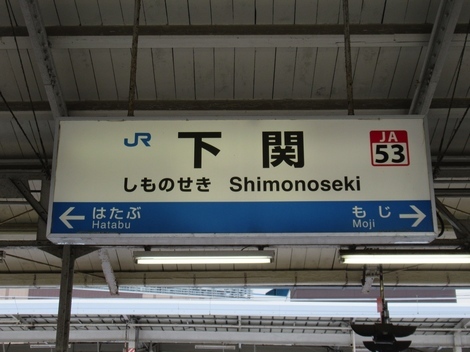 JR 下関 JA 53
しものせき Shimonoseki
← はたぶ もじ →
Hatabu Moji